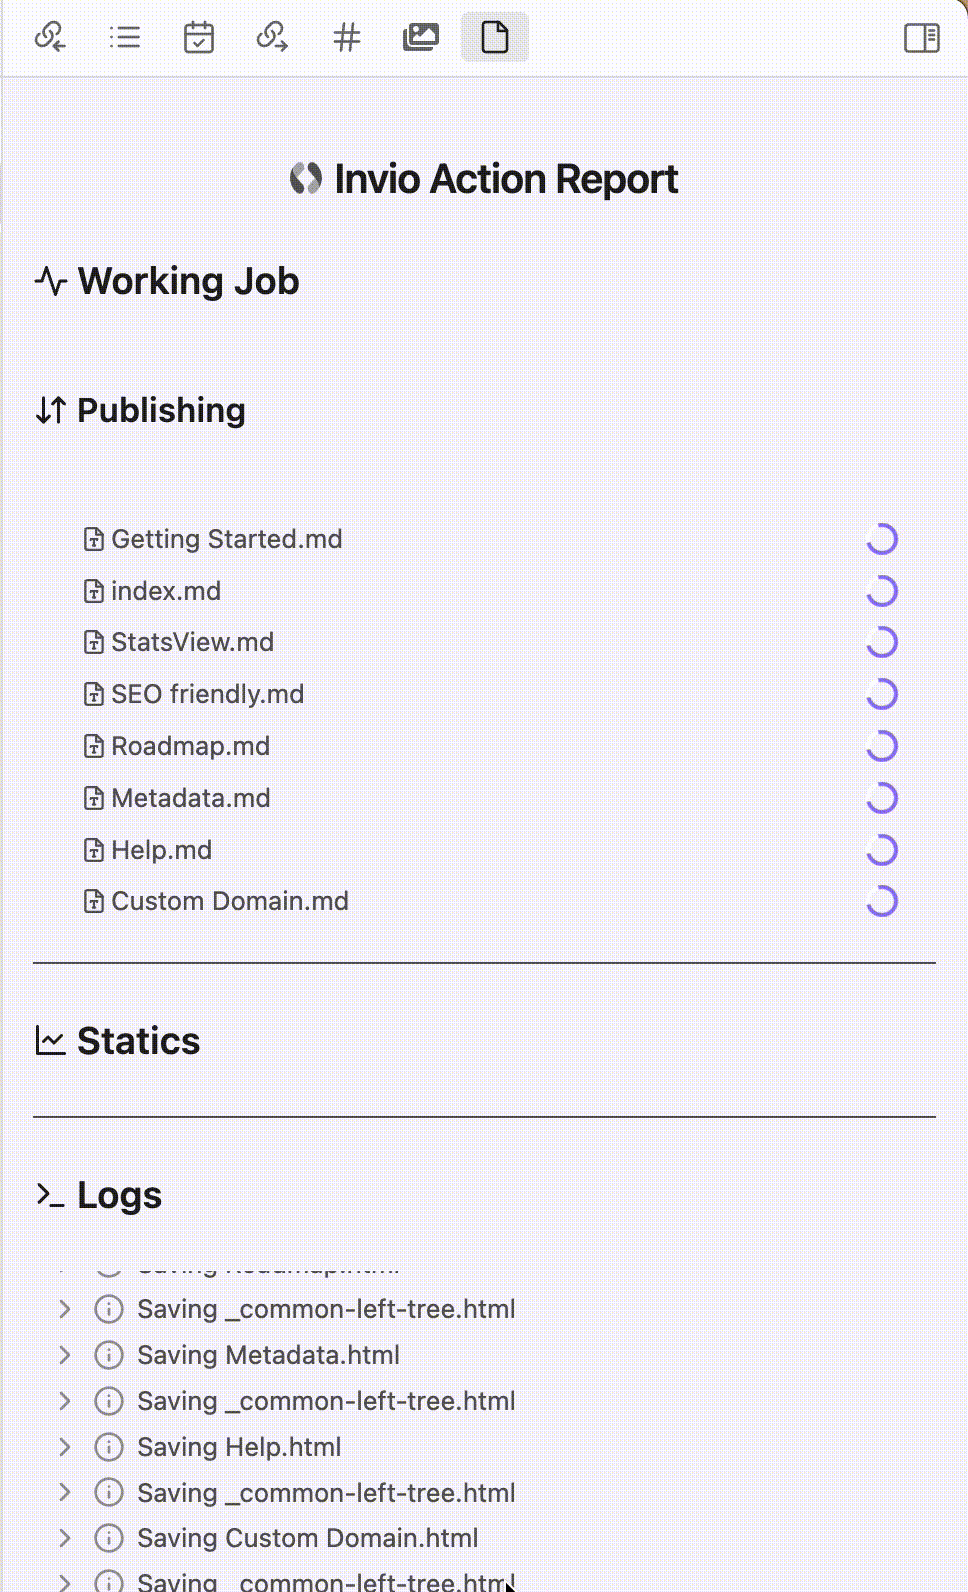 Invio Action Report
Working Job
Publishing
Getting Started.md
index.md
StatsView.md
SEO friendly.md
Roadmap.md
Metadata.md
Help.md
Custom Domain.md
Statics
Logs
Saving Roadmap.html
Saving _common-left-tree.html
Saving Metadata.html
Saving _common-left-tree.html
Saving Help.html
Saving _common-left-tree.html
Saving Custom Domain.html
Saving _common-left-tree.html